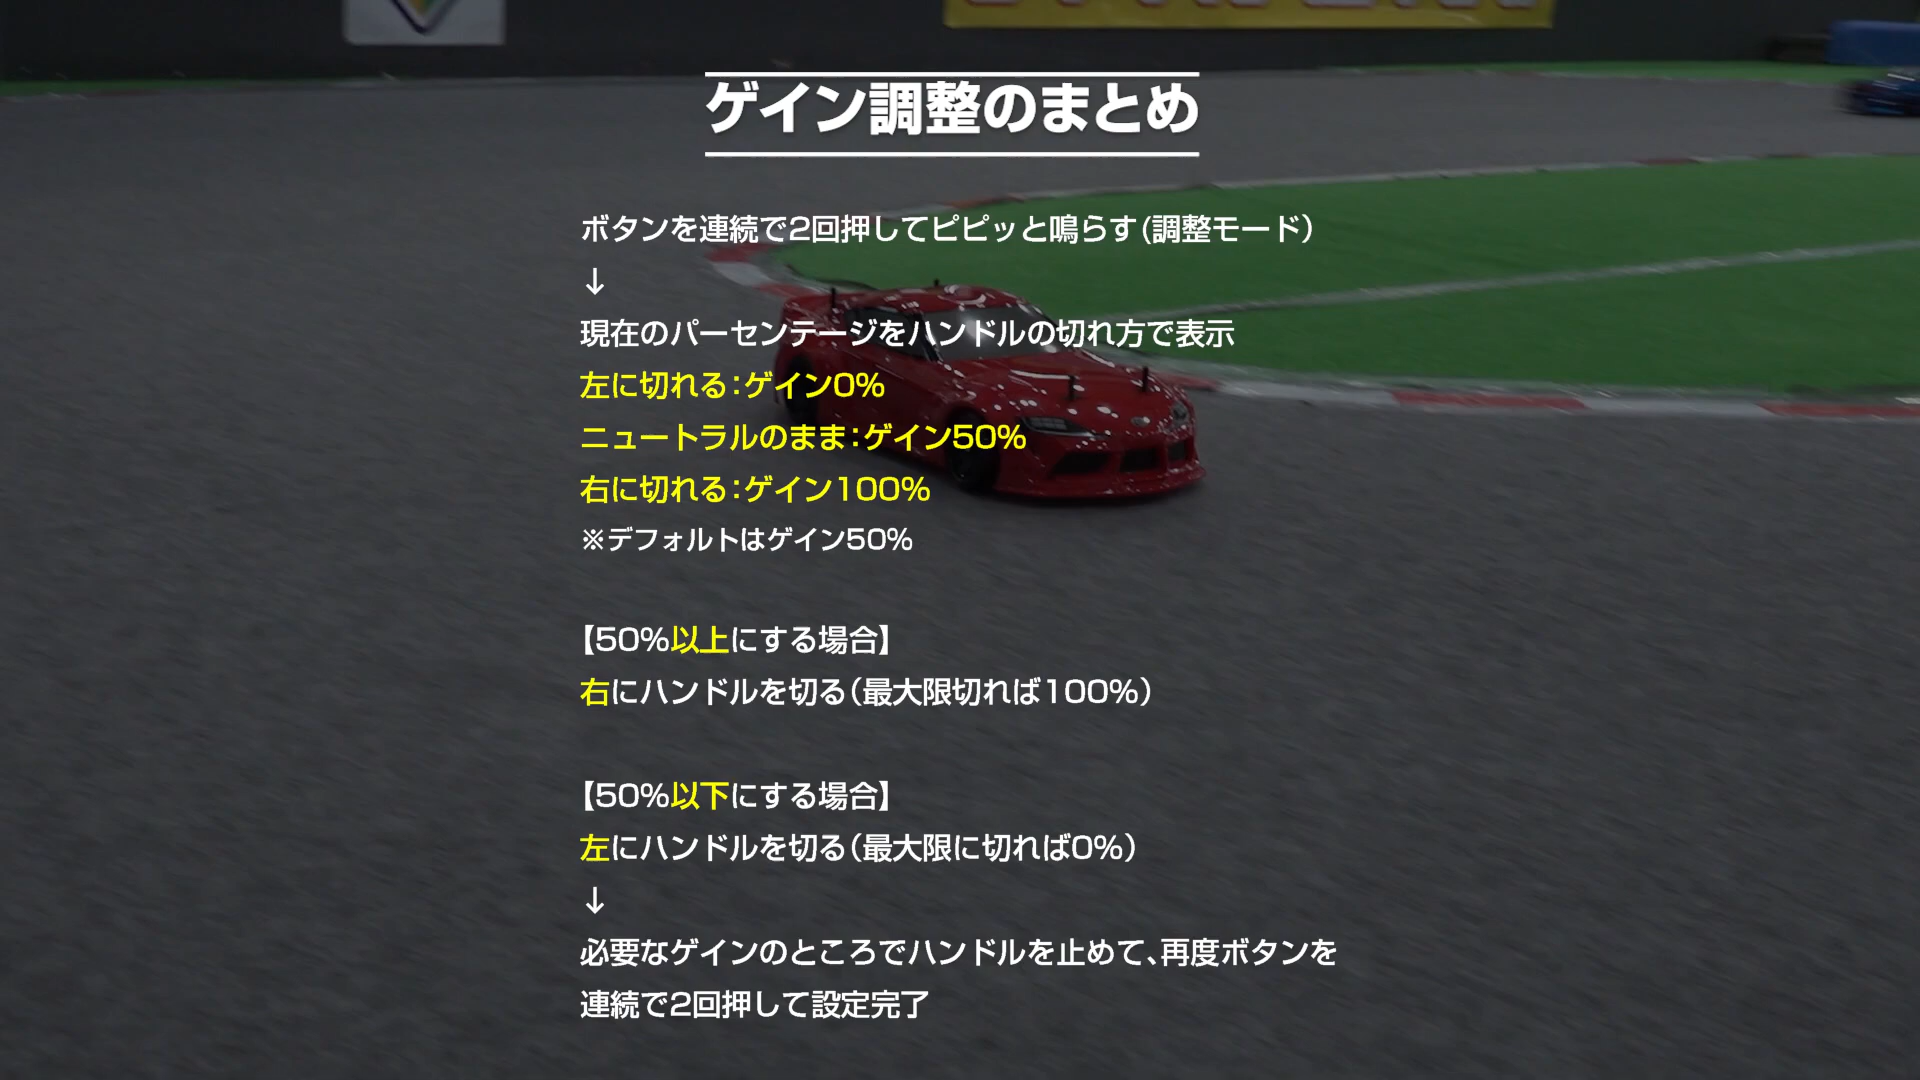 ゲイン調整のまとめ
ボタンを連続で2回押してピピッと鳴らす(調整モード)
↓
現在のパーセンテージをハンドルの切れ方で表示
左に切れる:ゲイン0%
ニュートラルのまま:ゲイン50%
右に切れる:ゲイン100%
※デフォルトはゲイン50%
【50%以上にする場合】
右にハンドルを切る(最大限切れば100%)
【50%以下にする場合】
左にハンドルを切る(最大限に切れば0%)
↓
必要なゲインのところでハンドルを止めて、再度ボタンを
連続で2回押して設定完了